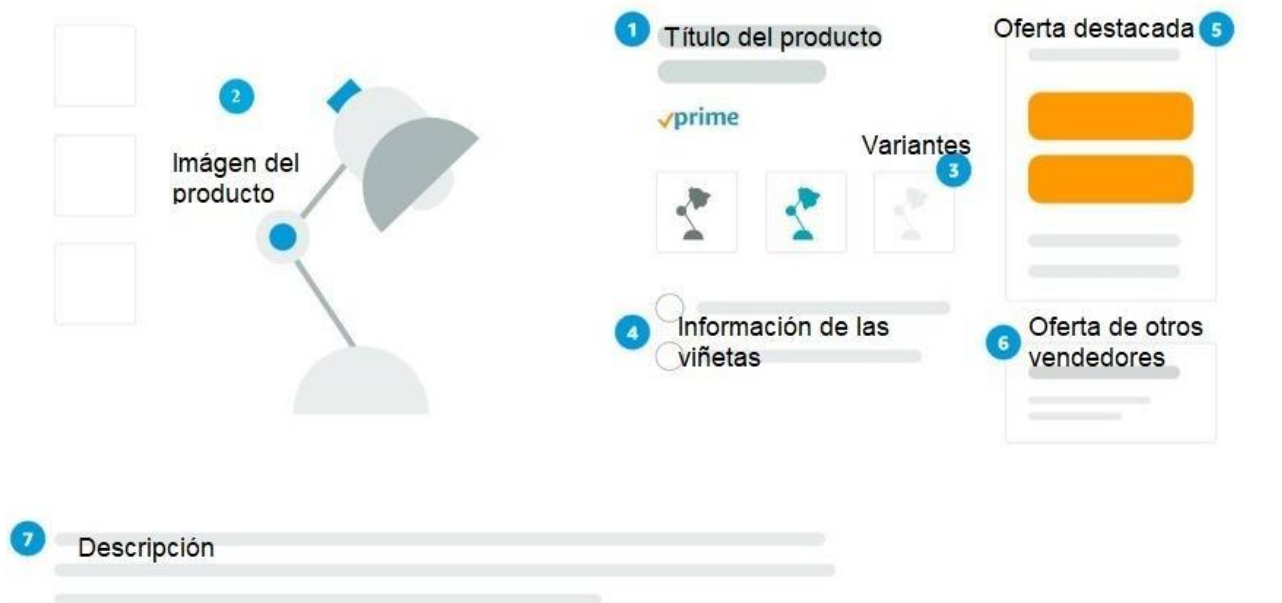 1 Título del producto
Oferta destacada 5
2
prime
Imágen del
producto
Variantes
3
4 Información de las
viñetas
6 Oferta de otros
vendedores
7 Descripción